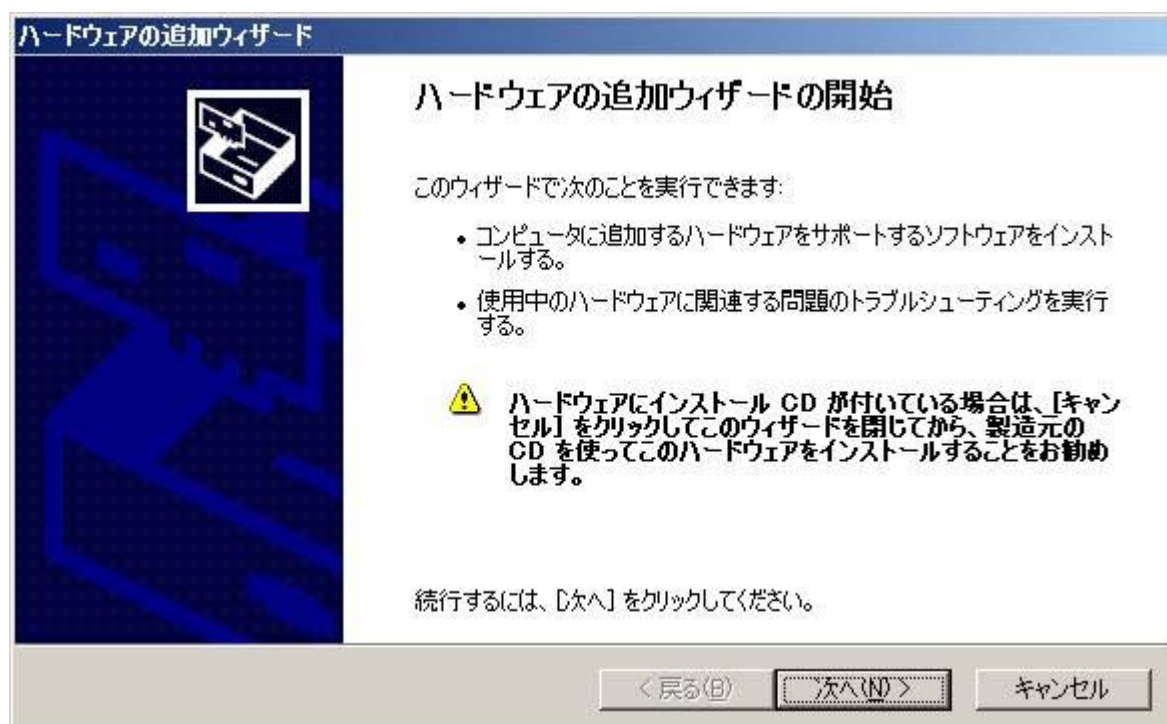 ハードウェアの追加ウィザード
ハードウェアの追加ウィザードの開始
このウィザードで次のことを実行できます:
• コンピュータに追加するハードウェアをサポートするソフトウェアをインスト
ールする。
• 使用中のハードウェアに関連する問題のトラブルシューティングを実行
する。
ハードウェアにインストール CD が付いている場合は、[キャン
セル] をクリックしてこのウィザードを閉じてから、製造元の
CD を使ってこのハードウェアをインストールすることをお勧め
します。
続行するには、[次へ] をクリックしてください。
< 戻る(B) 次へ(N) > キャンセル